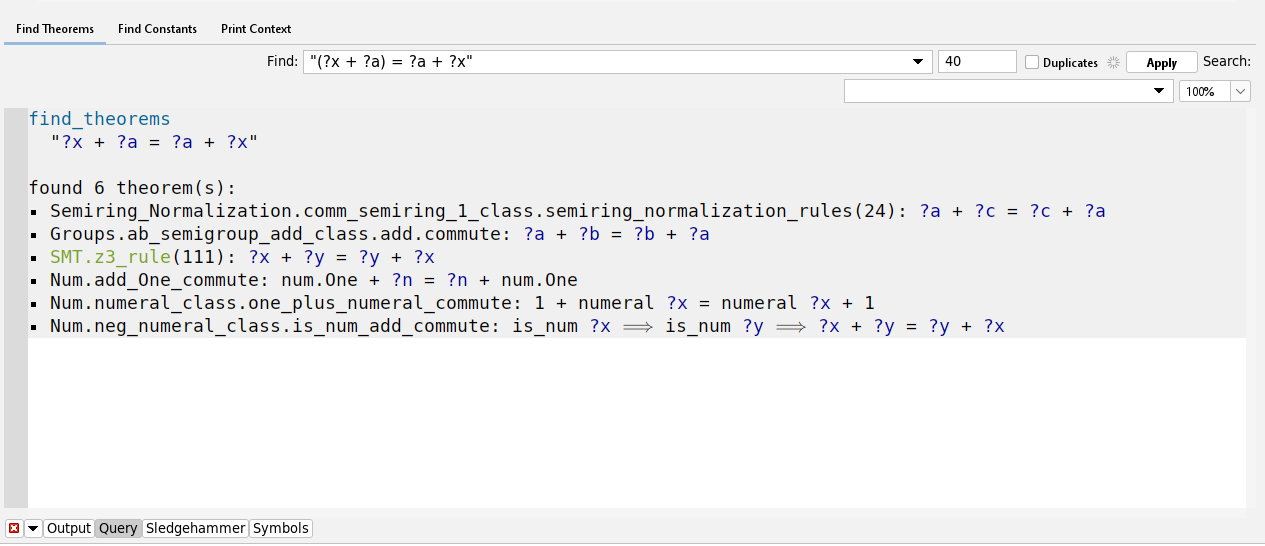 Find Theorems Find Constants Print Context
Find: "(?x + ?a) = ?a + ?x" 40 Duplicates Apply Search:
100%
find_theorems
"?x + ?a = ?a + ?x"
found 6 theorem(s):
▪ Semiring_Normalization.comm_semiring_1_class.semiring_normalization_rules(24): ?a + ?c = ?c + ?a
▪ Groups.ab_semigroup_add_class.add.commute: ?a + ?b = ?b + ?a
▪ SMT.z3_rule(111): ?x + ?y = ?y + ?x
▪ Num.add_One_commute: num.One + ?n = ?n + num.One
▪ Num.numeral_class.one_plus_numeral_commute: 1 + numeral ?x = numeral ?x + 1
▪ Num.neg_numeral_class.is_num_add_commute: is_num ?x ⟹ is_num ?y ⟹ ?x + ?y = ?y + ?x
Output Query Sledgehammer Symbols